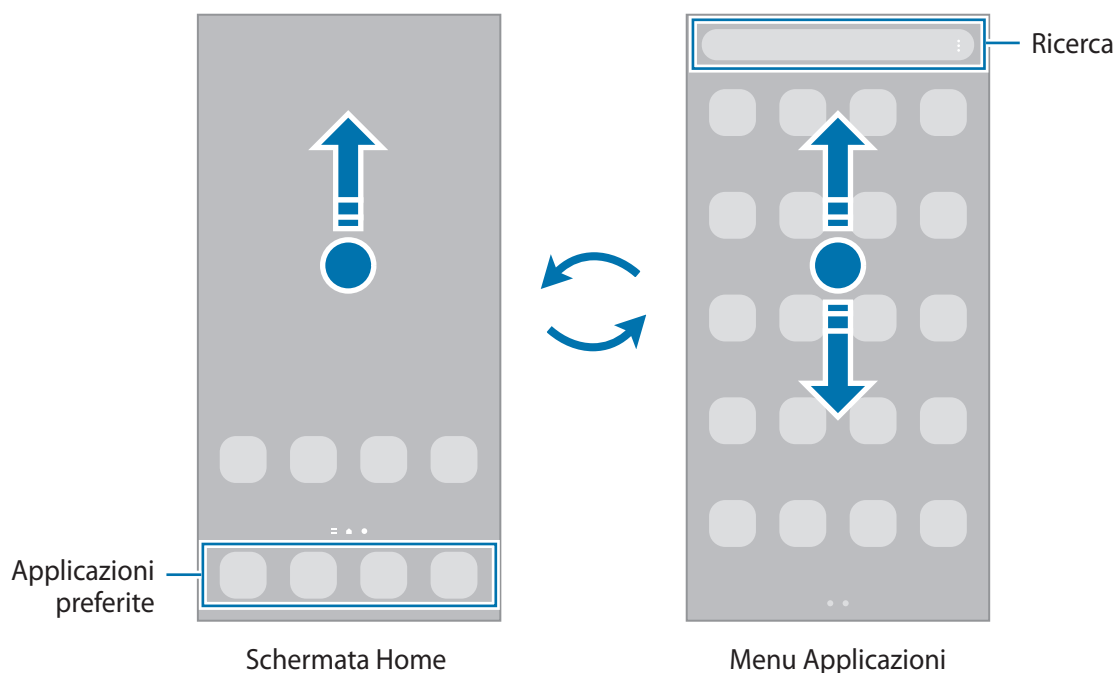 Ricerca
Applicazioni
preferite
Schermata Home
Menu Applicazioni